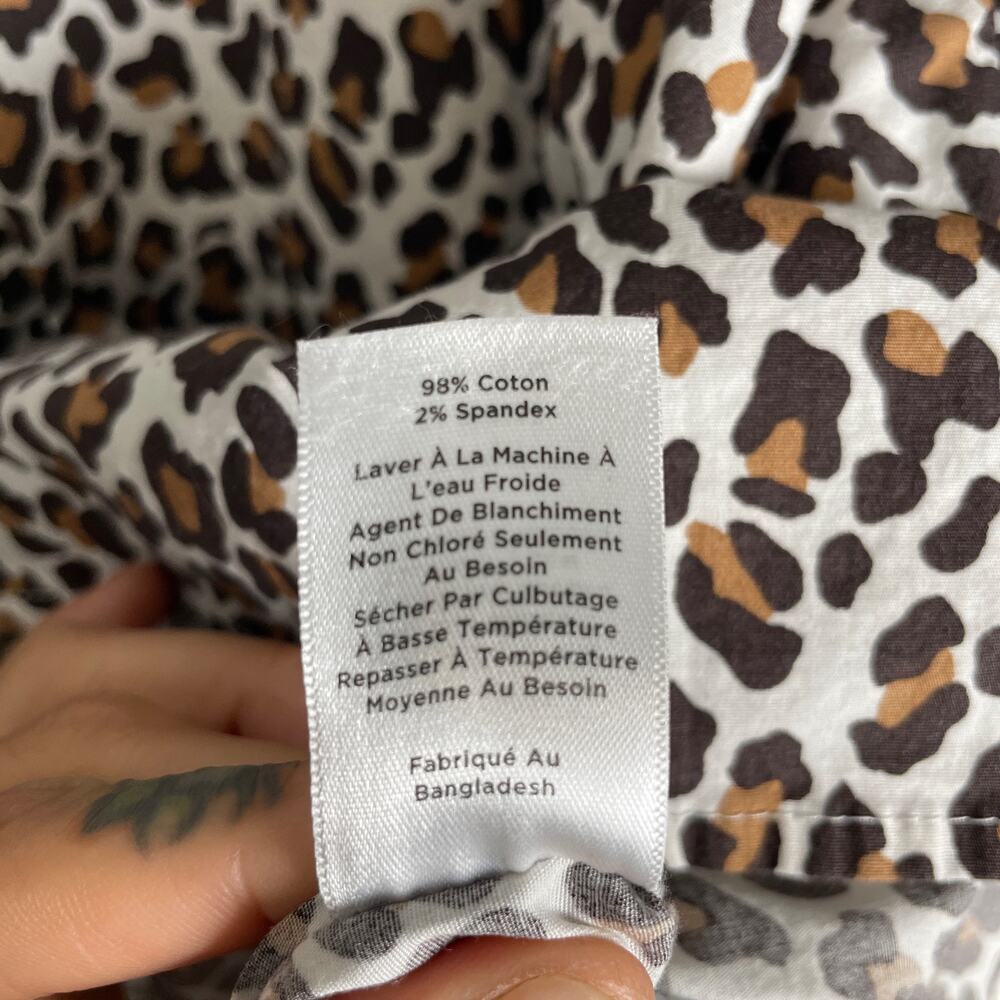 98% Coton
2% Spandex
Laver À La Machine À
L'eau Froide
Agent De Blanchiment
Non Chloré Seulement
Au Besoin
Sécher Par Culbutage
À Basse Température
Repasser À Température
Moyenne Au Besoin
Fabriqué Au
Bangladesh